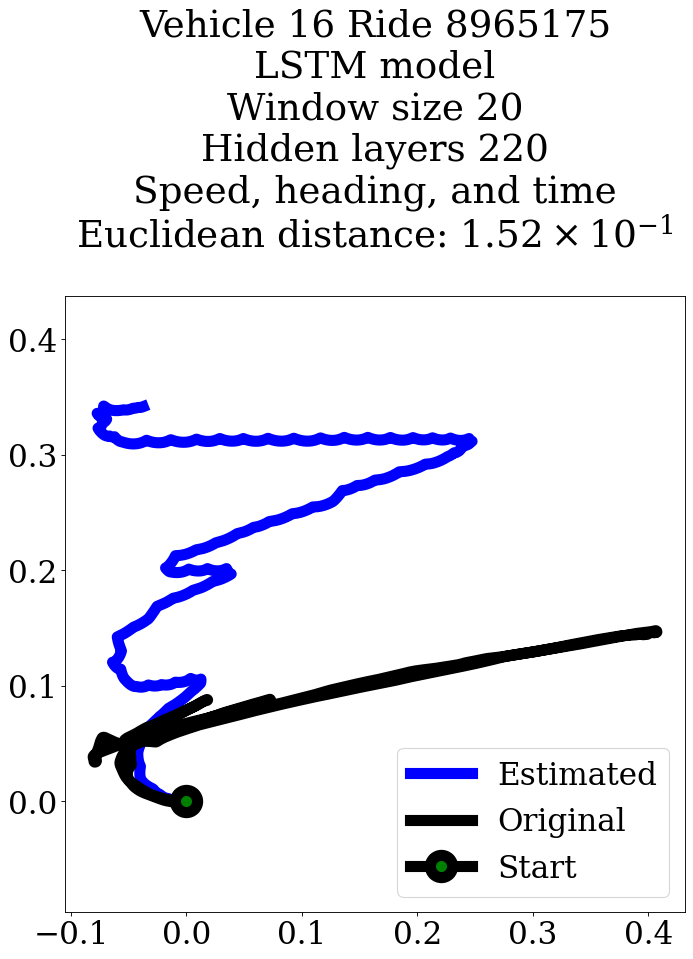 Vehicle 16 Ride 8965175
LSTM model
Window size 20
Hidden layers 220
Speed, heading, and time
Euclidean distance: 1.52 × 10⁻¹
0.4
0.3
0.2
0.1
0.0
Estimated
Original
Start
−0.1 0.0 0.1 0.2 0.3 0.4